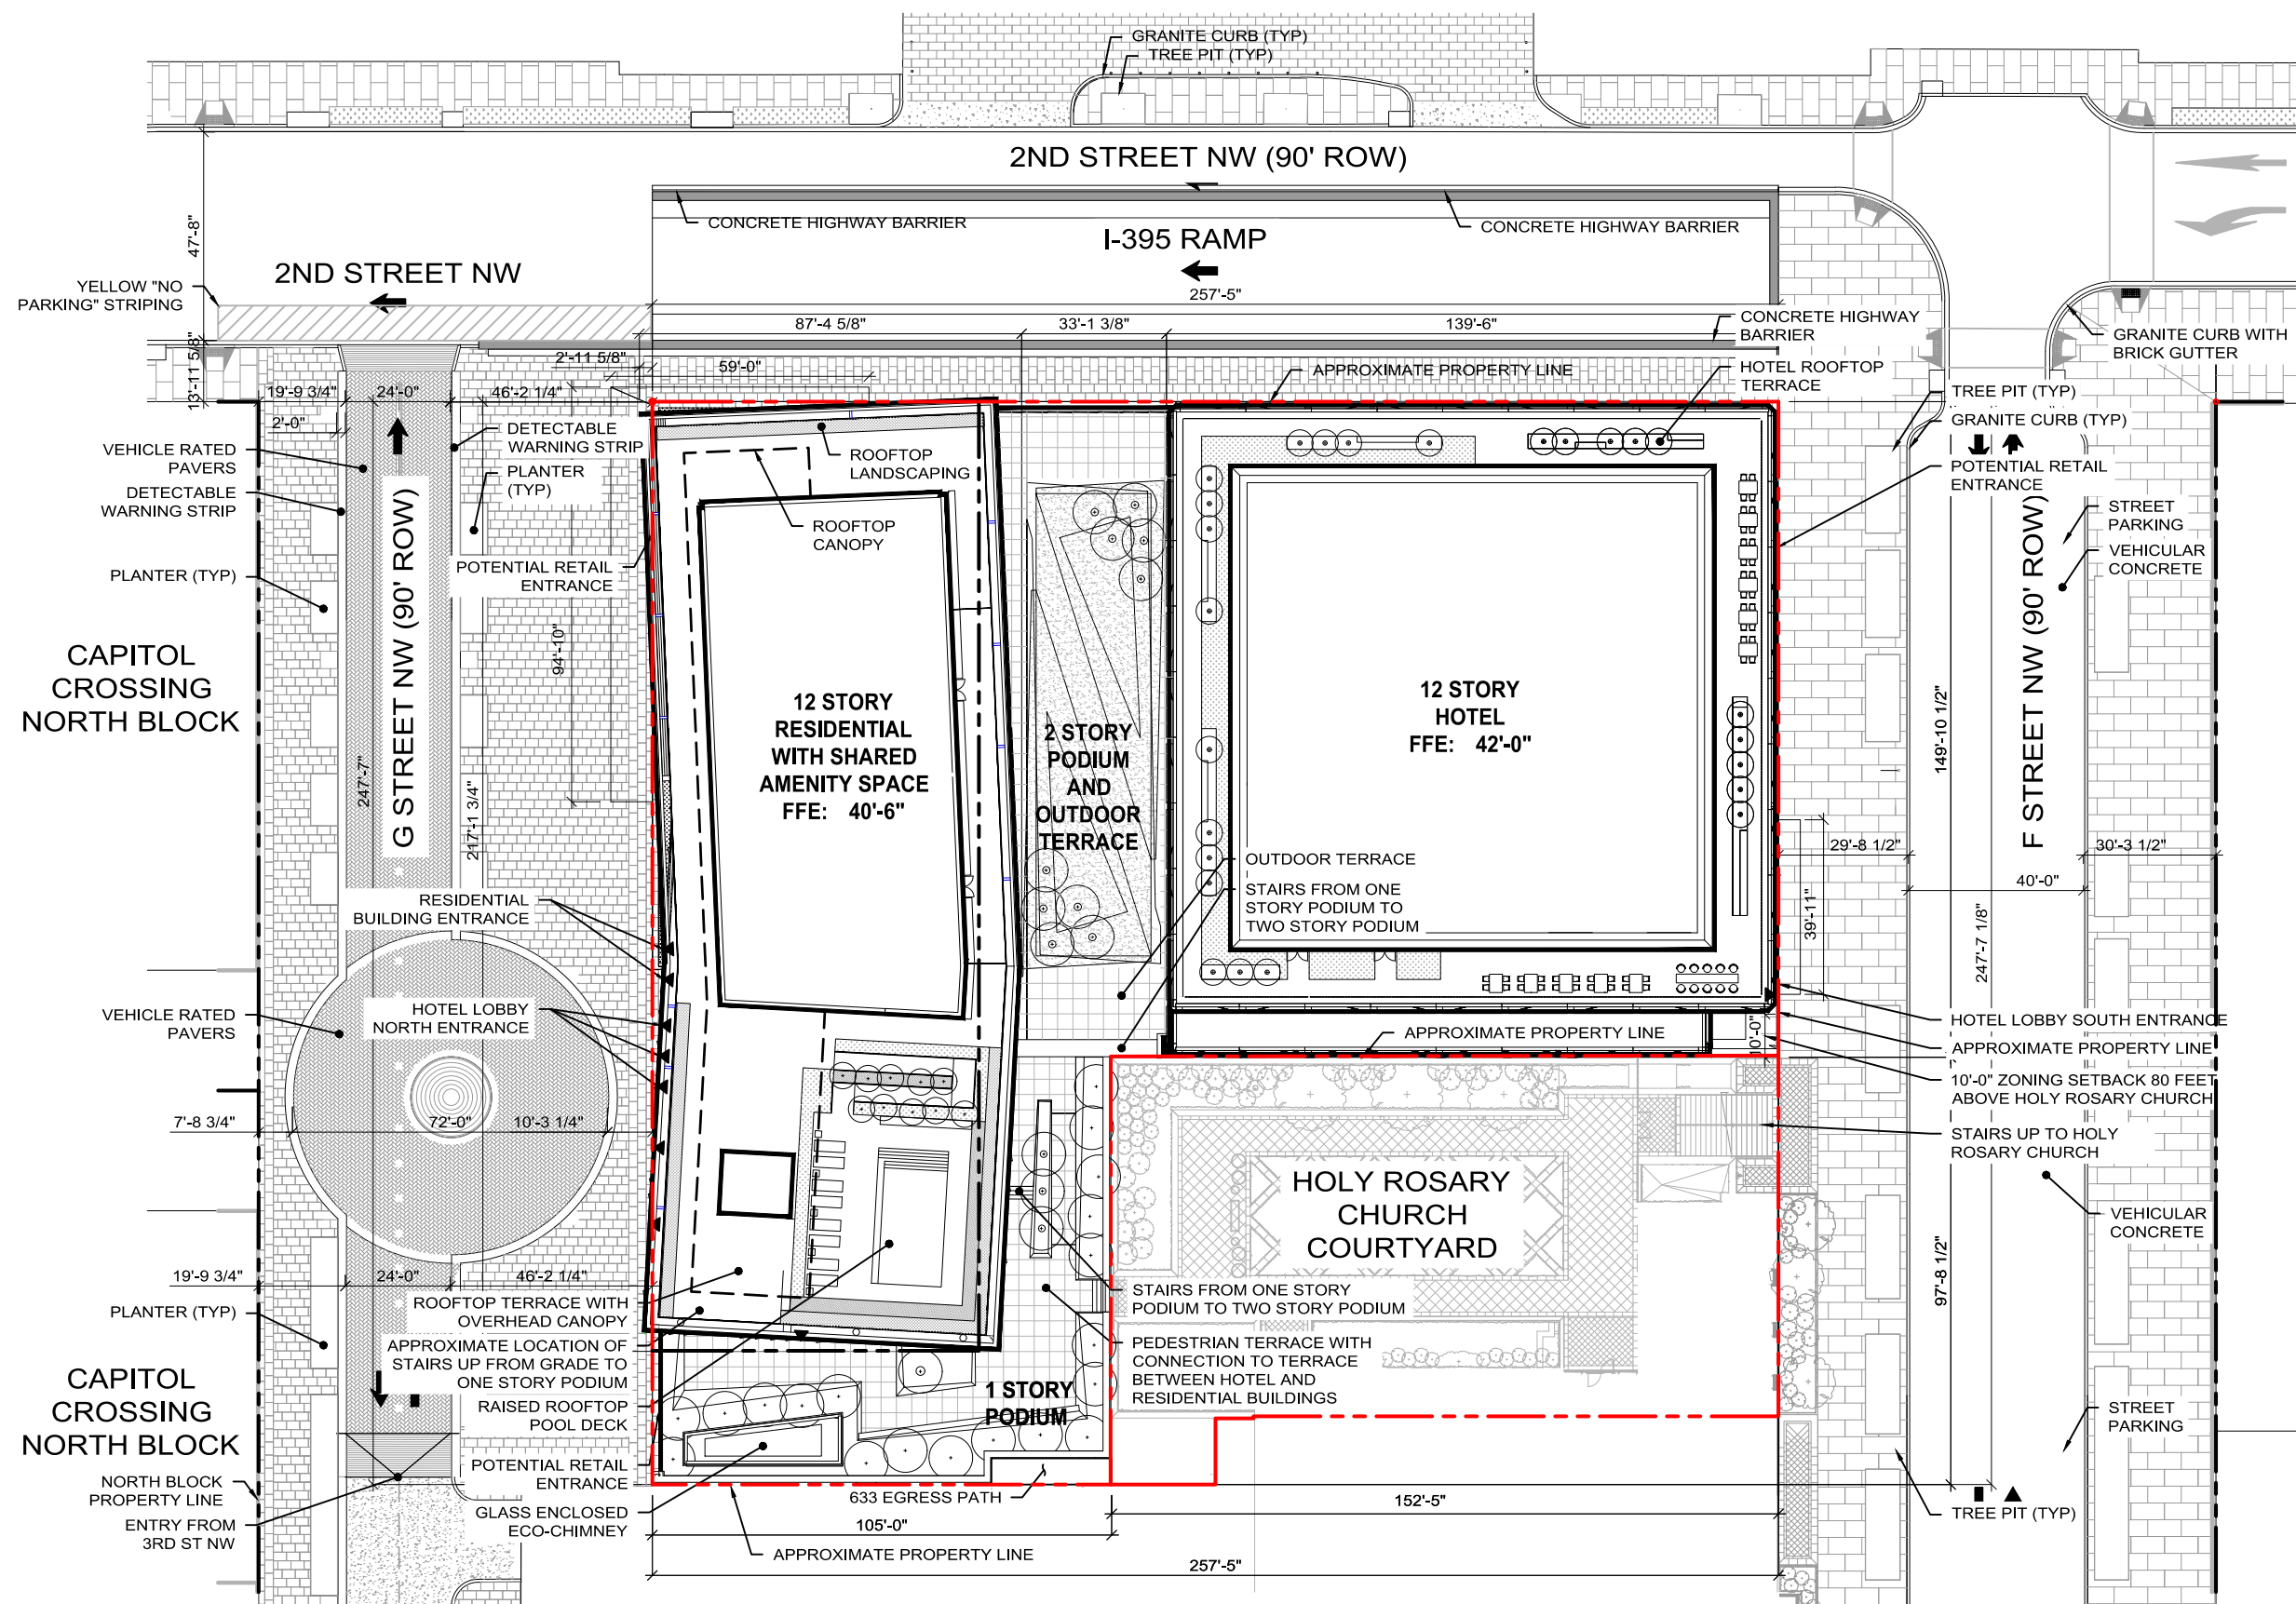 GRANITE CURB (TYP)
TREE PIT (TYP)
2ND STREET NW (90' ROW)
CONCRETE HIGHWAY BARRIER
CONCRETE HIGHWAY BARRIER
I-395 RAMP
257'-5"
47'-8"
2ND STREET NW
YELLOW "NO
PARKING" STRIPING
87'-4 5/8"
33'-1 3/8"
139'-6"
CONCRETE HIGHWAY
BARRIER
GRANITE CURB WITH
BRICK GUTTER
13'-11 5/8"
2'-11 5/8"
59'-0"
APPROXIMATE PROPERTY LINE
HOTEL ROOFTOP
TERRACE
TREE PIT (TYP)
GRANITE CURB (TYP)
19'-9 3/4"
24'-0"
46'-2 1/4"
2'-0"
VEHICLE RATED
PAVERS
DETECTABLE
WARNING STRIP
DETECTABLE
WARNING STRIP
PLANTER
(TYP)
ROOFTOP
LANDSCAPING
ROOFTOP
CANOPY
POTENTIAL RETAIL
ENTRANCE
POTENTIAL RETAIL
ENTRANCE
STREET
PARKING
VEHICULAR
CONCRETE
PLANTER (TYP)
G STREET NW (90' ROW)
F STREET NW (90' ROW)
94'-10"
CAPITOL
CROSSING
NORTH BLOCK
247'-7"
217'-1 3/4"
12 STORY
RESIDENTIAL
WITH SHARED
AMENITY SPACE
FFE: 40'-6"
2 STORY
PODIUM
AND
OUTDOOR
TERRACE
12 STORY
HOTEL
FFE: 42'-0"
149'-10 1/2"
29'-8 1/2"
30'-3 1/2"
40'-0"
39'-11"
247'-7 1/8"
OUTDOOR TERRACE
STAIRS FROM ONE
STORY PODIUM TO
TWO STORY PODIUM
RESIDENTIAL
BUILDING ENTRANCE
HOTEL LOBBY
NORTH ENTRANCE
VEHICLE RATED
PAVERS
APPROXIMATE PROPERTY LINE
10'-0"
HOTEL LOBBY SOUTH ENTRANCE
APPROXIMATE PROPERTY LINE
10'-0" ZONING SETBACK 80 FEET
ABOVE HOLY ROSARY CHURCH
STAIRS UP TO HOLY
ROSARY CHURCH
VEHICULAR
CONCRETE
7'-8 3/4"
72'-0"
10'-3 1/4"
HOLY ROSARY
CHURCH
COURTYARD
97'-8 1/2"
19'-9 3/4"
24'-0"
46'-2 1/4"
PLANTER (TYP)
ROOFTOP TERRACE WITH
OVERHEAD CANOPY
APPROXIMATE LOCATION OF
STAIRS UP FROM GRADE TO
ONE STORY PODIUM
RAISED ROOFTOP
POOL DECK
POTENTIAL RETAIL
ENTRANCE
GLASS ENCLOSED
ECO-CHIMNEY
STAIRS FROM ONE STORY
PODIUM TO TWO STORY PODIUM
PEDESTRIAN TERRACE WITH
CONNECTION TO TERRACE
BETWEEN HOTEL AND
RESIDENTIAL BUILDINGS
1 STORY
PODIUM
CAPITOL
CROSSING
NORTH BLOCK
NORTH BLOCK
PROPERTY LINE
ENTRY FROM
3RD ST NW
STREET
PARKING
TREE PIT (TYP)
633 EGRESS PATH
152'-5"
105'-0"
APPROXIMATE PROPERTY LINE
257'-5"